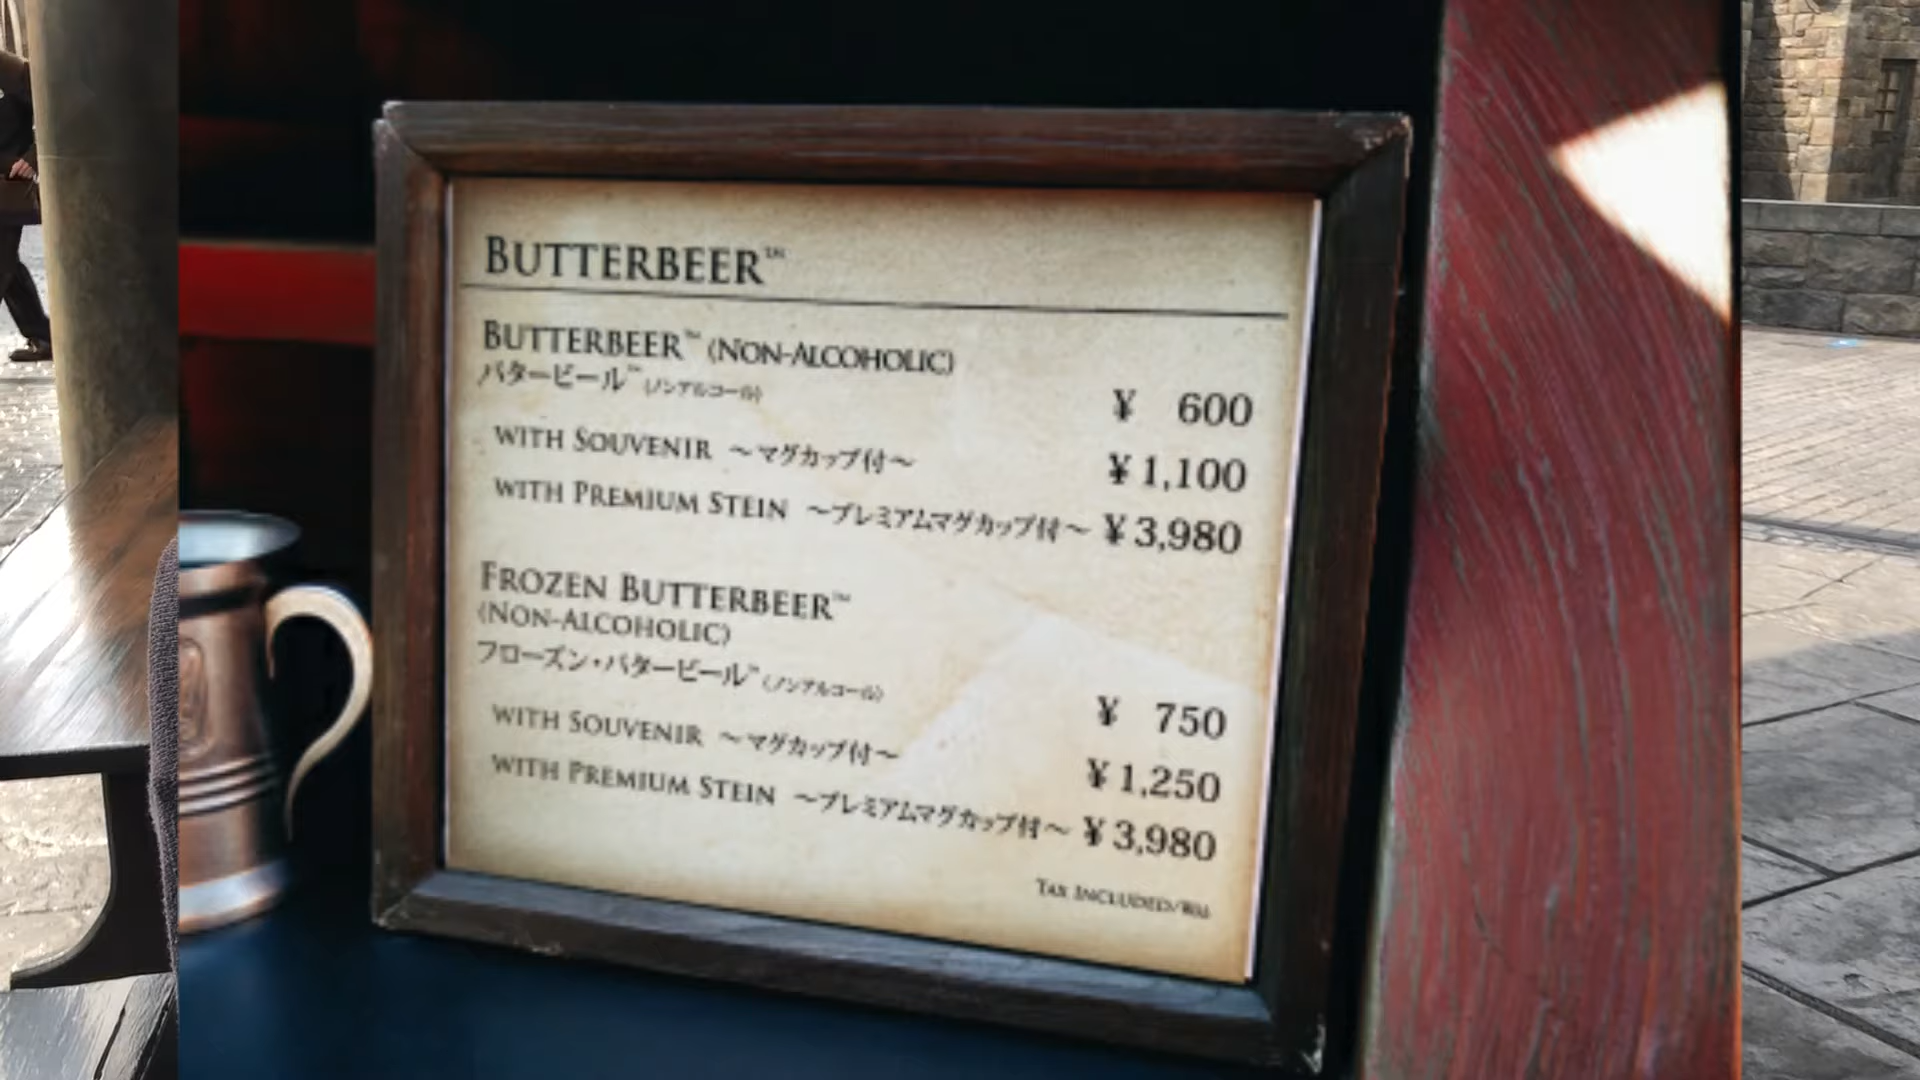 BUTTERBEER™
BUTTERBEER™ (NON-ALCOHOLIC)
バタービール™ (ノンアルコール)
¥ 600
WITH SOUVENIR ～マグカップ付～ ¥1,100
WITH PREMIUM STEIN ～プレミアムマグカップ付～ ¥3,980
FROZEN BUTTERBEER™
(NON-ALCOHOLIC)
フローズン・バタービール™ (ノンアルコール)
¥ 750
WITH SOUVENIR ～マグカップ付～ ¥1,250
WITH PREMIUM STEIN ～プレミアムマグカップ付～ ¥3,980
TAX INCLUDED/税込